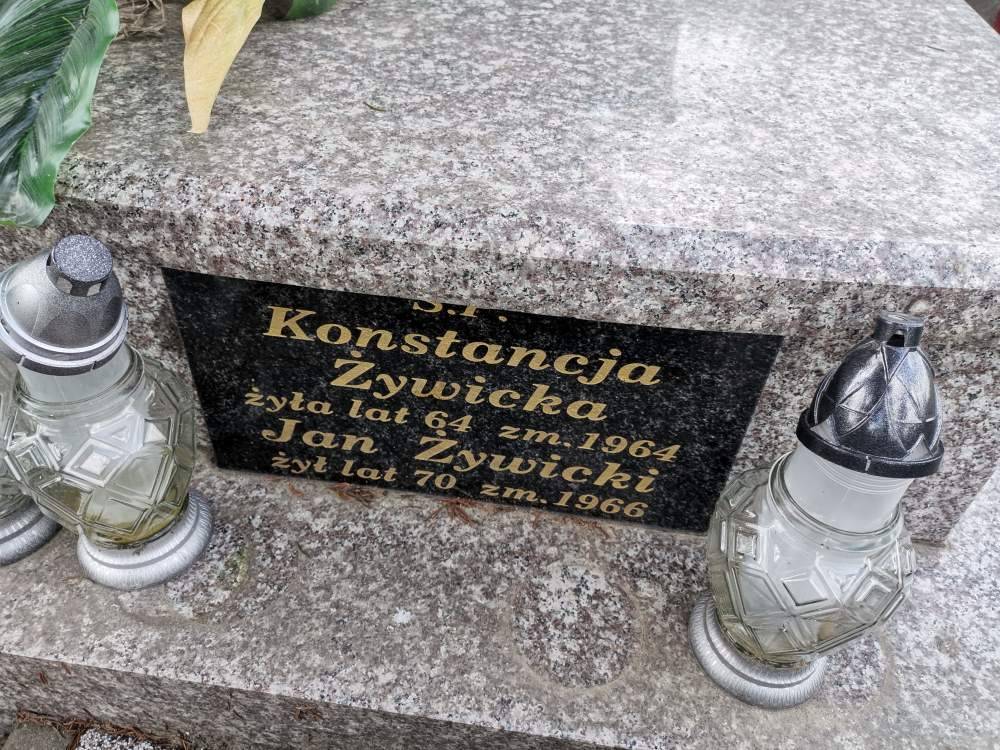 Ś.P.
Konstancja
Żywicka
żyła lat 64 zm. 1964
Jan Żywicki
żył lat 70 zm. 1966